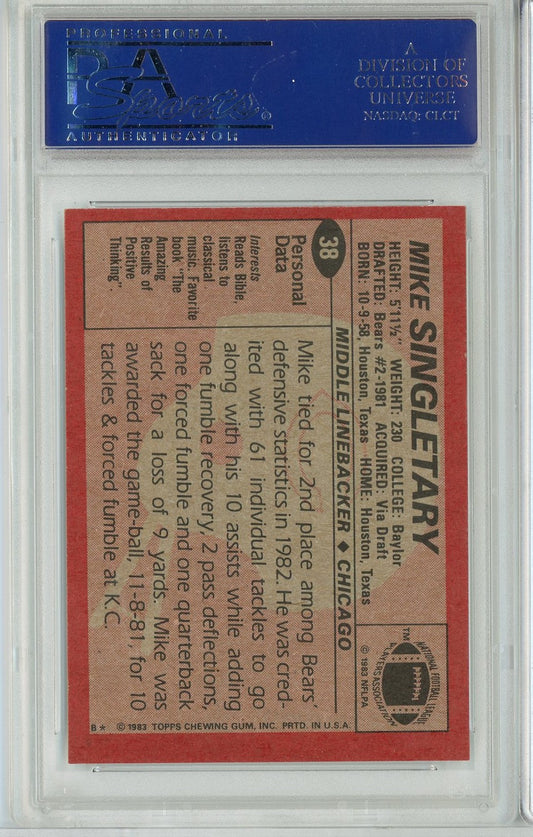 PROFESSIONAL
PSA
Sports®
AUTHENTICATOR
A
DIVISION OF
COLLECTORS
UNIVERSE
NASDAQ: CLCT
MIKE SINGLETARY
HEIGHT: 5'11½" WEIGHT: 230 COLLEGE: Baylor
DRAFTED: Bears #2-1981 ACQUIRED: Via Draft
BORN: 10-9-58, Houston, Texas HOME: Houston, Texas
NATIONAL FOOTBALL LEAGUE
PLAYERS ASSOCIATION
TM
© 1983 NFLPA
38
MIDDLE LINEBACKER ♦ CHICAGO
Personal
Data
Interests
Reads Bible,
listens to
classical
music. Favorite
book "The
Amazing
Results of
Positive
Thinking".
Mike tied for 2nd place among Bears'
defensive statistics in 1982. He was cred-
ited with 61 individual tackles to go
along with his 10 assists while adding
one fumble recovery, 2 pass deflections,
one forced fumble and one quarterback
sack for a loss of 9 yards. Mike was
awarded the game-ball, 11-8-81, for 10
tackles & forced fumble at K.C.
B* © 1983 TOPPS CHEWING GUM, INC. PRTD. IN U.S.A.